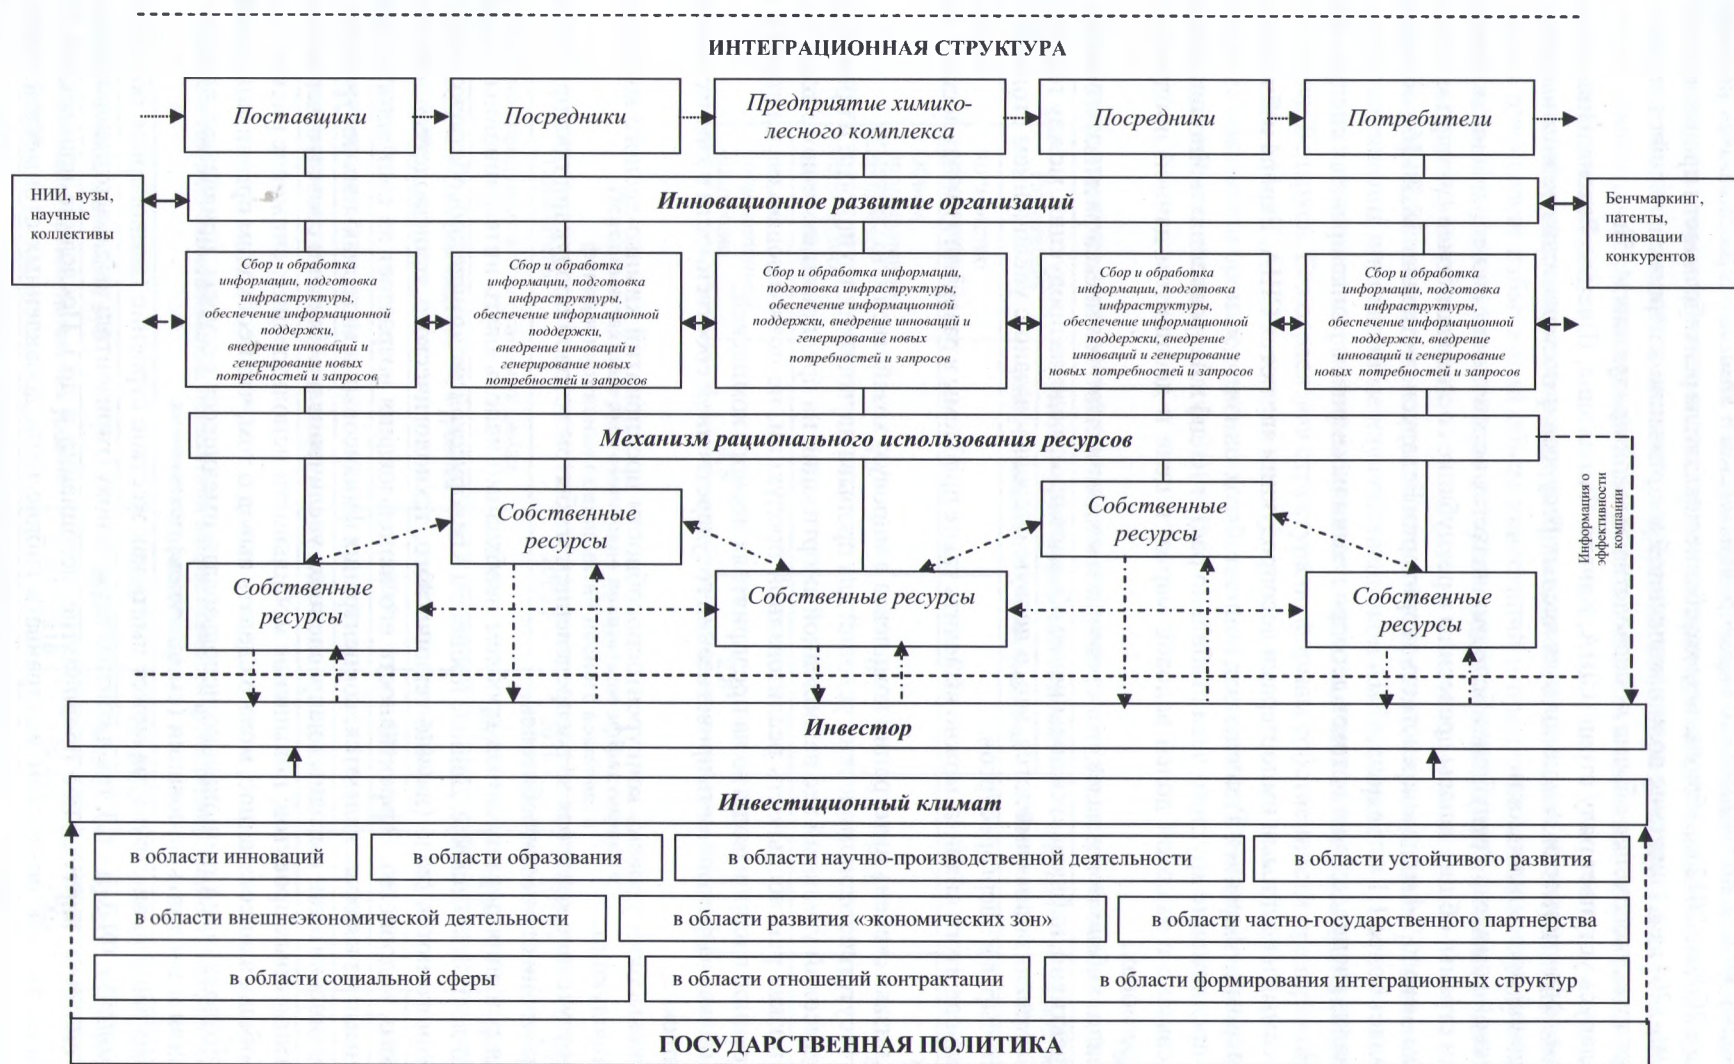 ИНТЕГРАЦИОННАЯ СТРУКТУРА
Поставщики
Посредники
Предприятие химико-
лесного комплекса
Посредники
Потребители
НИИ, вузы,
научные
коллективы
Инновационное развитие организаций
Бенчмаркинг,
патенты,
инновации
конкурентов
Сбор и обработка
информации, подготовка
инфраструктуры,
обеспечение информационной
поддержки,
внедрение инноваций и
генерирование новых
потребностей и запросов
Сбор и обработка
информации, подготовка
инфраструктуры,
обеспечение информационной
поддержки,
внедрение инноваций и
генерирование новых
потребностей и запросов
Сбор и обработка информации,
подготовка инфраструктуры,
обеспечение информационной
поддержки, внедрение инноваций и
генерирование новых
потребностей и запросов
Сбор и обработка
информации, подготовка
инфраструктуры,
обеспечение информационной
поддержки, внедрение
инноваций и генерирование
новых потребностей и запросов
Сбор и обработка
информации, подготовка
инфраструктуры,
обеспечение информационной
поддержки, внедрение
инноваций и генерирование
новых потребностей и запросов
Механизм рационального использования ресурсов
Информация о
эффективности
компании
Собственные
ресурсы
Собственные
ресурсы
Собственные
ресурсы
Собственные ресурсы
Собственные
ресурсы
Инвестор
Инвестиционный климат
в области инноваций
в области образования
в области научно-производственной деятельности
в области устойчивого развития
в области внешнеэкономической деятельности
в области развития «экономических зон»
в области частно-государственного партнерства
в области социальной сферы
в области отношений контрактации
в области формирования интеграционных структур
ГОСУДАРСТВЕННАЯ ПОЛИТИКА